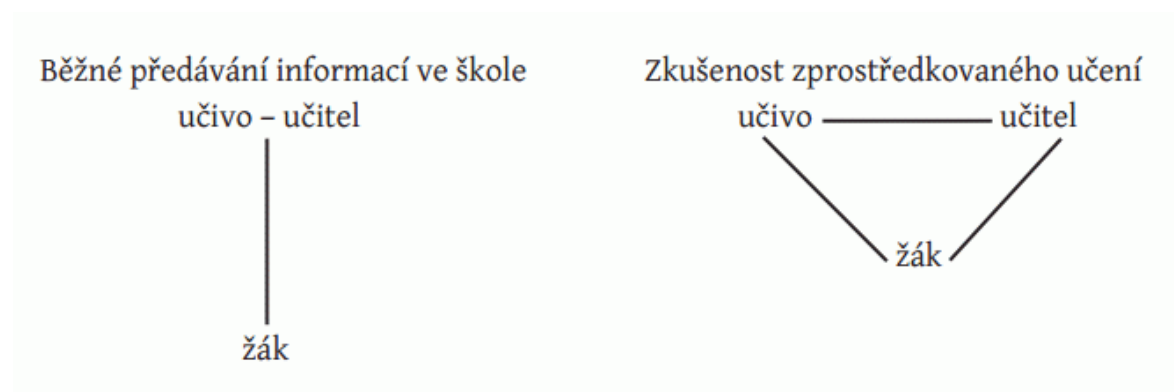 Běžné předávání informací ve škole
učivo – učitel
žák
Zkušenost zprostředkovaného učení
učivo učitel
žák